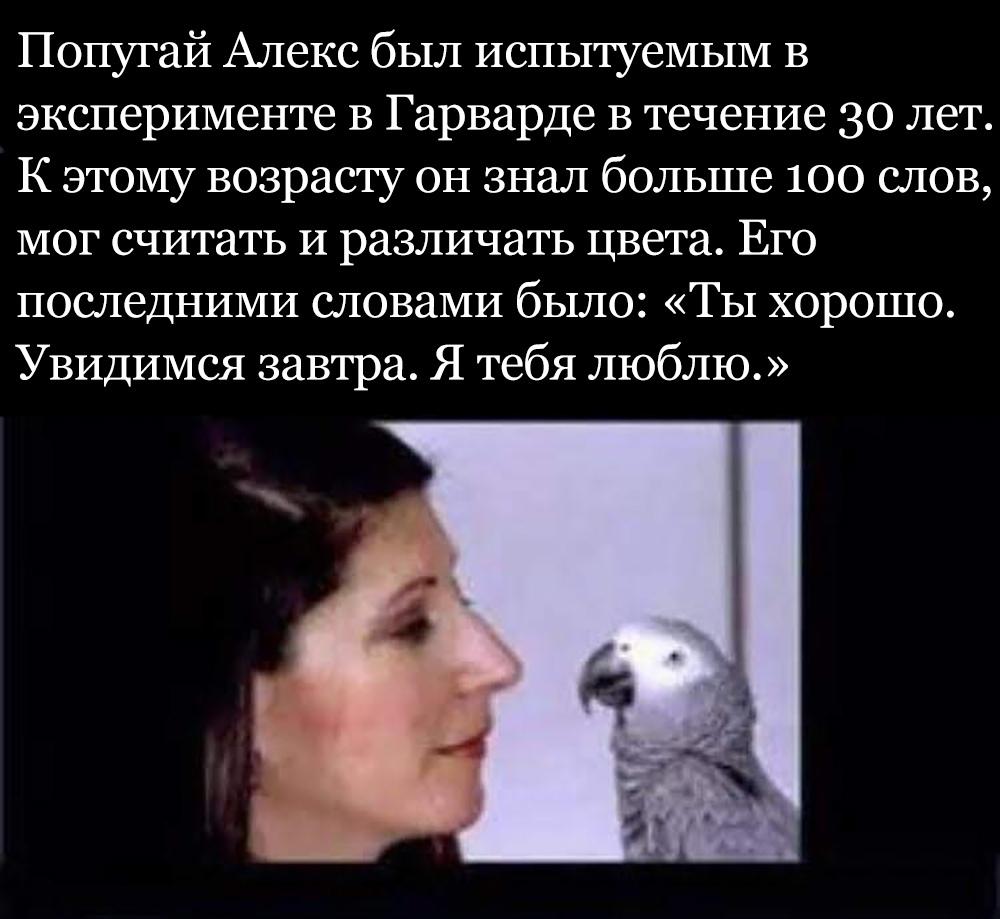 Попугай Алекс был испытуемым в
эксперименте в Гарварде в течение 30 лет.
К этому возрасту он знал больше 100 слов,
мог считать и различать цвета. Его
последними словами было: «Ты хорошо.
Увидимся завтра. Я тебя люблю.»